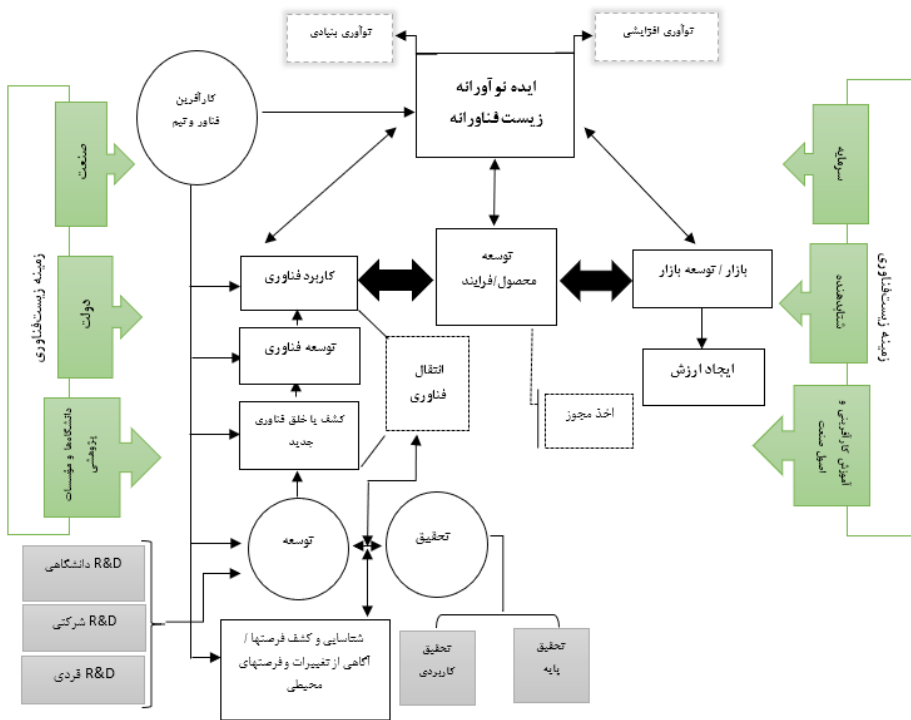 نوآوری بنیادی
نوآوری افزایشی
ایده نوآورانه
زیست‌فناورانه
کارآفرین
فناور و تیم
صنعت
دولت
دانشگاه‌ها و مؤسسات
پژوهشی
زمینه زیست‌فناوری
سرمایه
شتابدهنده
آموزش کارآفرینی و
اصول صنعت
زمینه زیست‌فناوری
کاربرد فناوری
توسعه
محصول/فرایند
بازار / توسعه بازار
توسعه فناوری
انتقال
فناوری
ایجاد ارزش
کشف یا خلق فناوری
جدید
اخذ مجوز
توسعه
تحقیق
R&D دانشگاهی
R&D شرکتی
R&D فردی
شناسایی و کشف فرصتها /
آگاهی از تغییرات و فرصتهای
محیطی
تحقیق
کاربردی
تحقیق
پایه